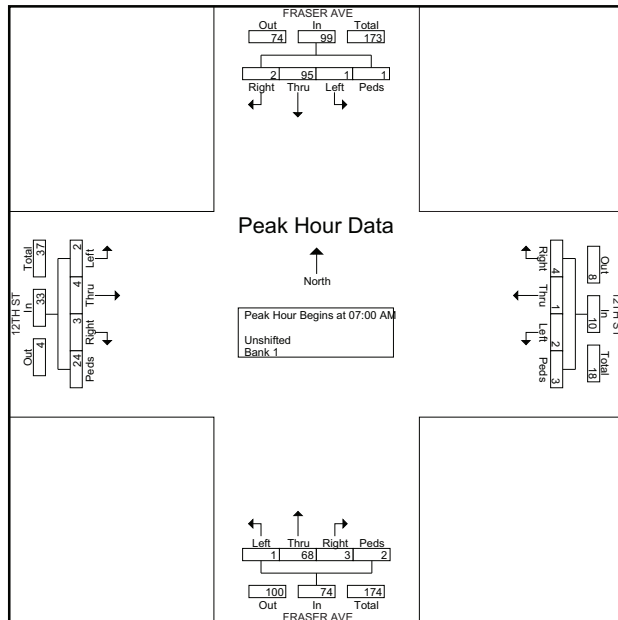 FRASER AVE
Out In Total
74 99 173
2 95 1 1
Right Thru Left Peds
Peak Hour Data
North
Peak Hour Begins at 07:00 AM
Unshifted
Bank 1
12TH ST
Total In Out
37 33 4
2 4 3 24
Left Thru Right Peds
12TH ST
Out In Total
8 10 18
4 1 2 3
Right Thru Left Peds
Left Thru Right Peds
1 68 3 2
100 74 174
Out In Total
FRASER AVE